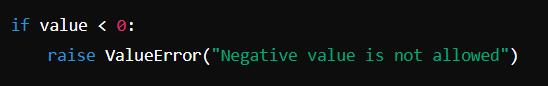 if value < 0:
    raise ValueError("Negative value is not allowed")